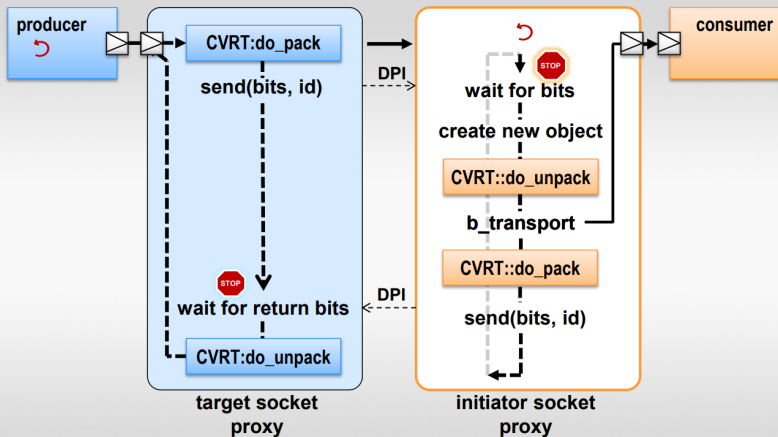 producer
CVRT:do_pack
send(bits, id)
STOP
wait for return bits
CVRT:do_unpack
target socket
proxy
DPI
DPI
STOP
wait for bits
create new object
CVRT::do_unpack
b_transport
CVRT::do_pack
send(bits, id)
initiator socket
proxy
consumer